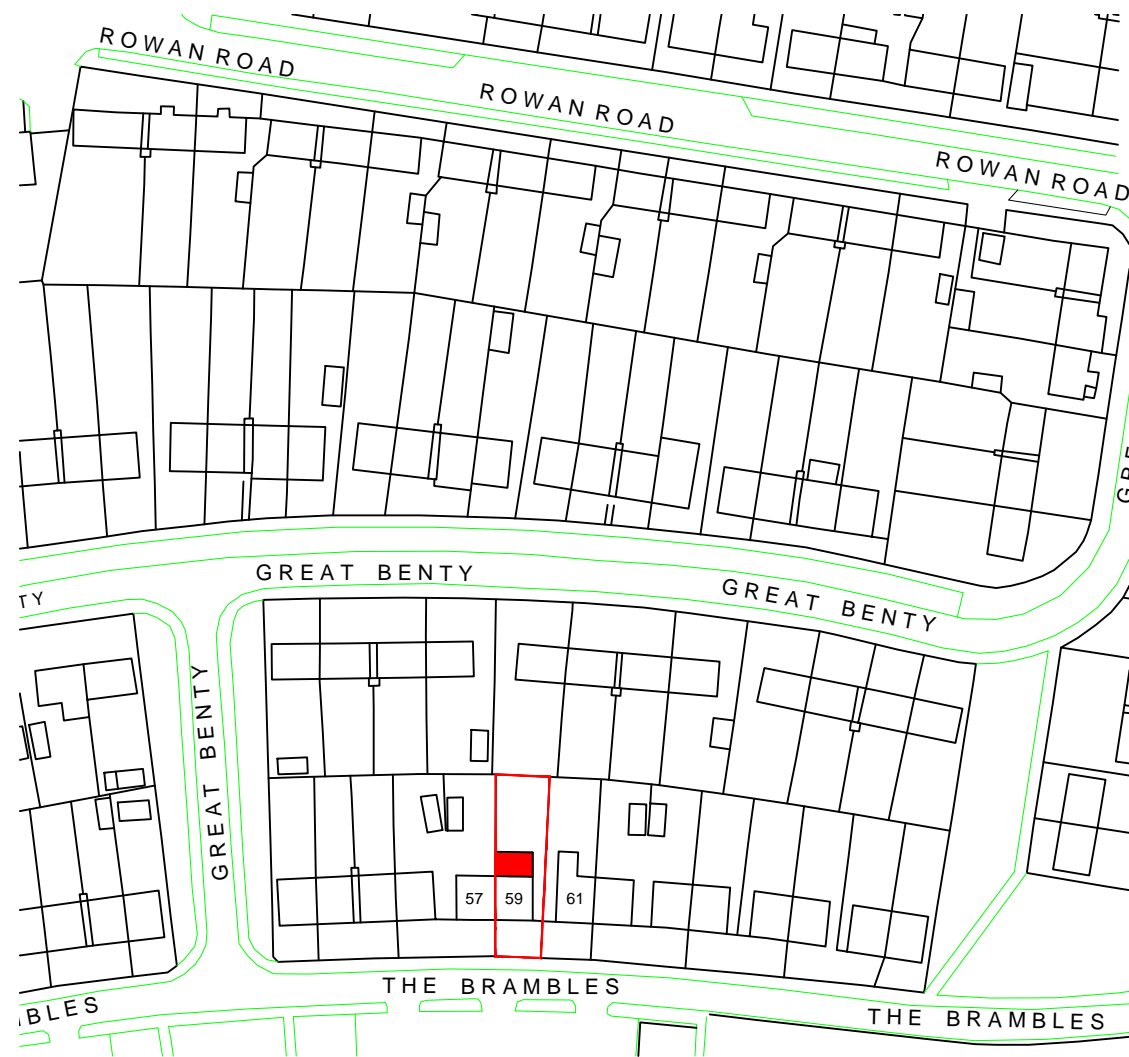 ROWAN ROAD
ROWAN ROAD
ROWAN ROAD
GREAT BENTY
GREAT BENTY
TY
GREAT BENTY
57
59
61
THE BRAMBLES
THE BRAMBLES